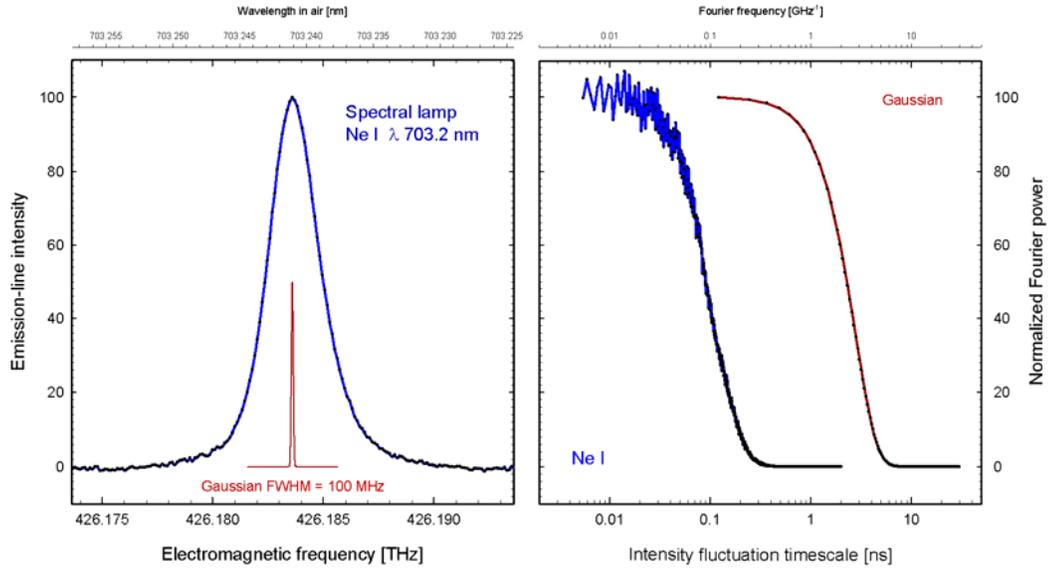 Wavelength in air [nm]
703.255 703.250 703.245 703.240 703.235 703.230 703.225
Emission-line intensity
100
80
60
40
20
0
Spectral lamp
Ne I λ 703.2 nm
Gaussian FWHM = 100 MHz
426.175 426.180 426.185 426.190
Electromagnetic frequency [THz]
Fourier frequency [GHz⁻¹]
0.01 0.1 1 10
Gaussian
Ne I
100
80
60
40
20
0
Normalized Fourier power
0.01 0.1 1 10
Intensity fluctuation timescale [ns]